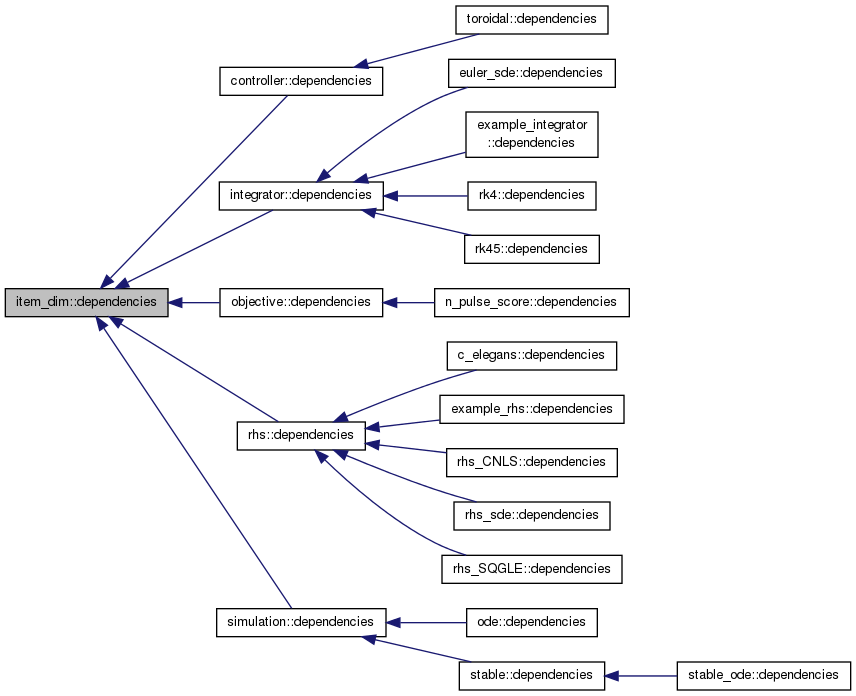 toroidal::dependencies
controller::dependencies
euler_sde::dependencies
example_integrator
::dependencies
integrator::dependencies
rk4::dependencies
rk45::dependencies
item_dim::dependencies
objective::dependencies
n_pulse_score::dependencies
c_elegans::dependencies
example_rhs::dependencies
rhs::dependencies
rhs_CNLS::dependencies
rhs_sde::dependencies
rhs_SQGLE::dependencies
simulation::dependencies
ode::dependencies
stable::dependencies
stable_ode::dependencies